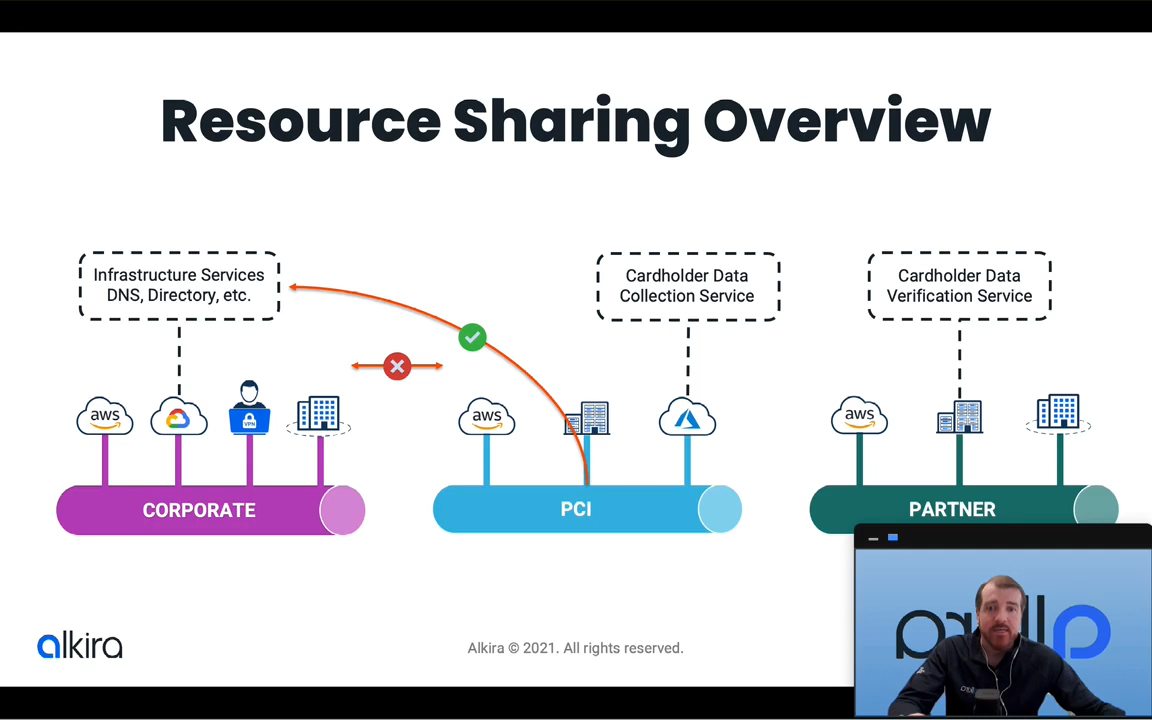 Resource Sharing Overview
Infrastructure Services
DNS, Directory, etc.
Cardholder Data
Collection Service
Cardholder Data
Verification Service
aws
VPN
aws
aws
CORPORATE
PCI
PARTNER
alkira
Alkira © 2021. All rights reserved.